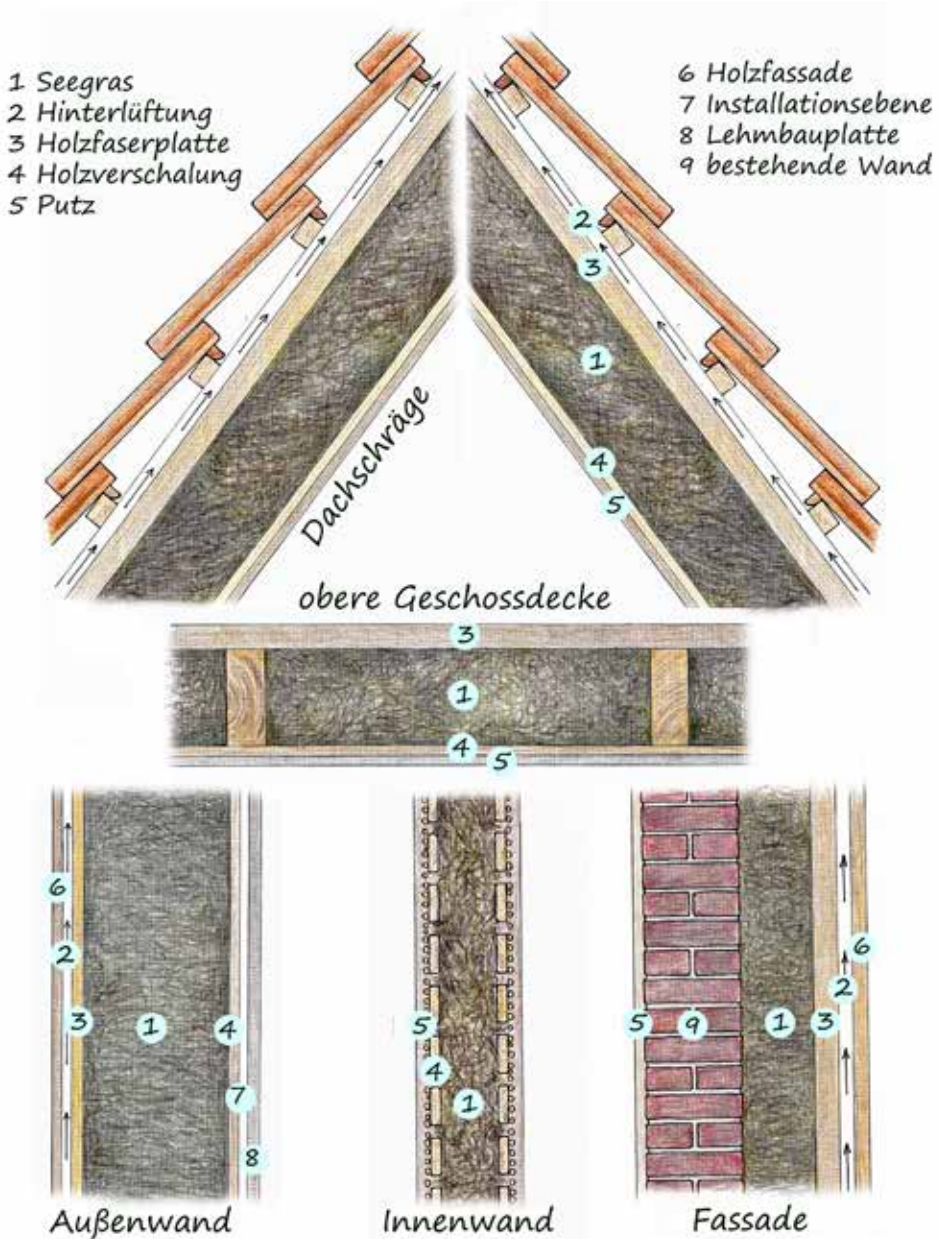 1 Seegras
2 Hinterlüftung
3 Holzfaserplatte
4 Holzverschalung
5 Putz
6 Holzfassade
7 Installationsebene
8 Lehmbauplatte
9 bestehende Wand
2
3
1
4
5
Dachschräge
obere Geschossdecke
3
1
4
5
6
2
3
1
4
7
8
Außenwand
5
4
1
Innenwand
6
2
5
9
1
3
Fassade